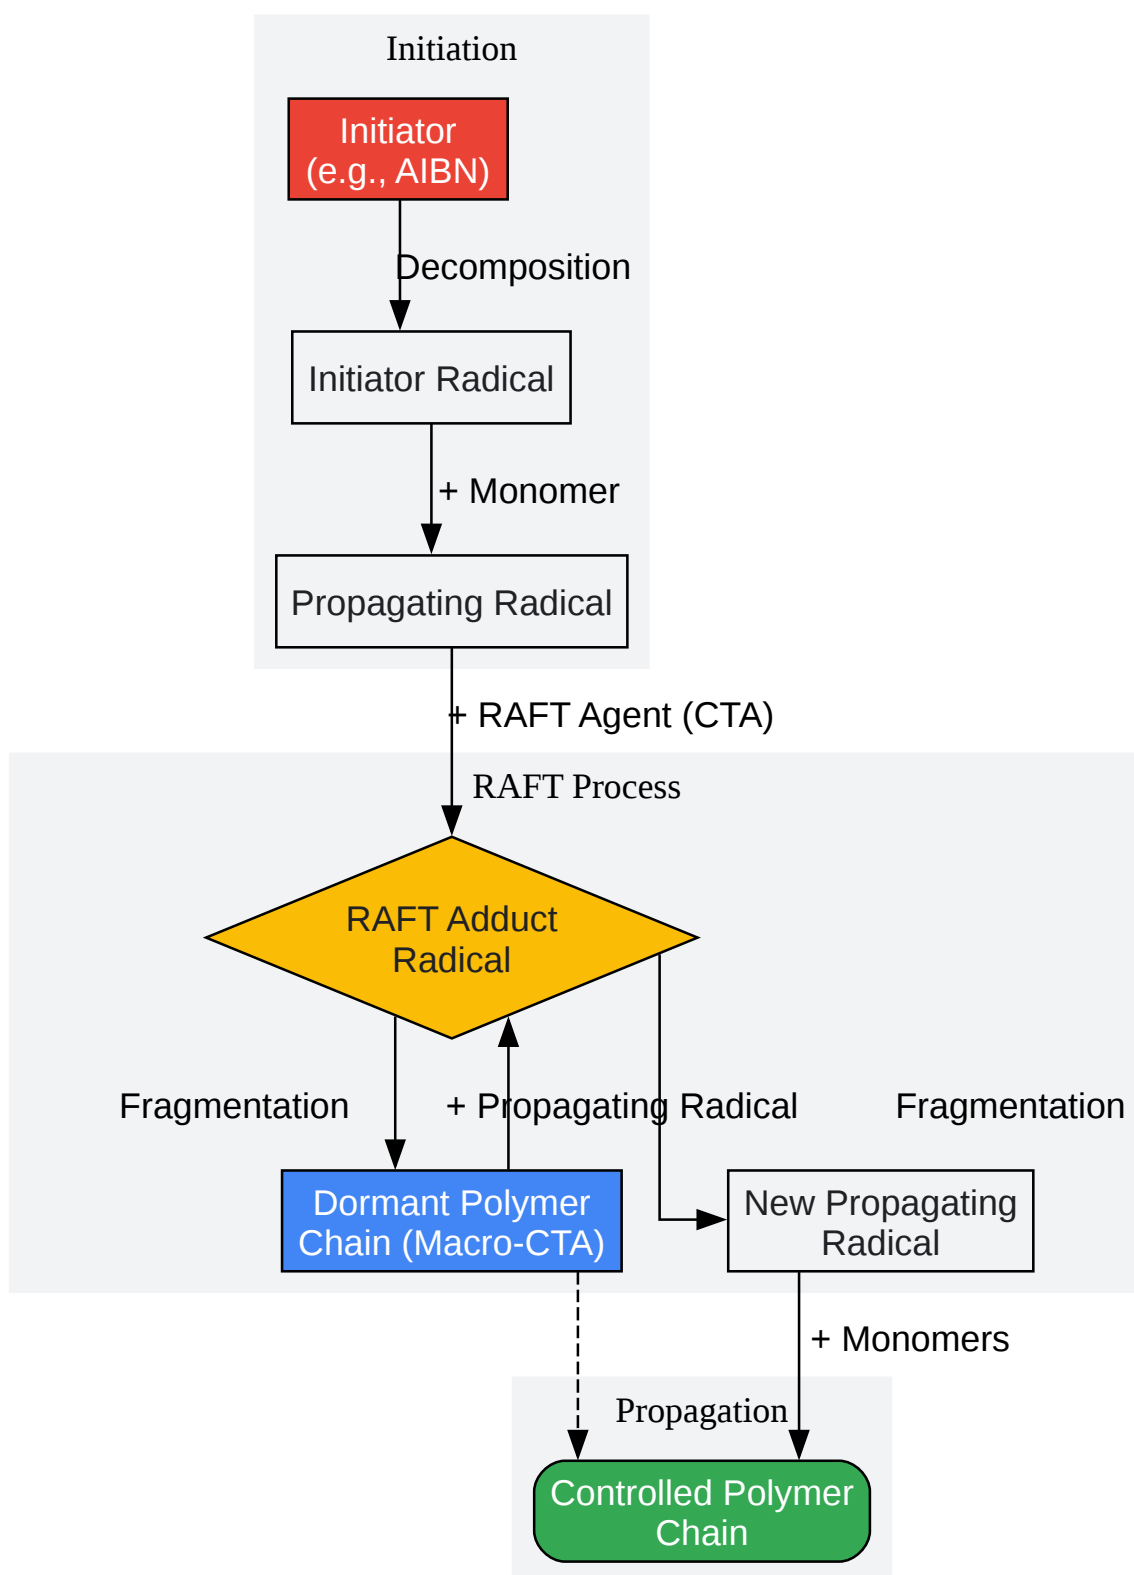 Initiation
Initiator
(e.g., AIBN)
Decomposition
Initiator Radical
+ Monomer
Propagating Radical
+ RAFT Agent (CTA)
RAFT Process
RAFT Adduct
Radical
Fragmentation
+ Propagating Radical
Fragmentation
Dormant Polymer
Chain (Macro-CTA)
New Propagating
Radical
+ Monomers
Propagation
Controlled Polymer
Chain